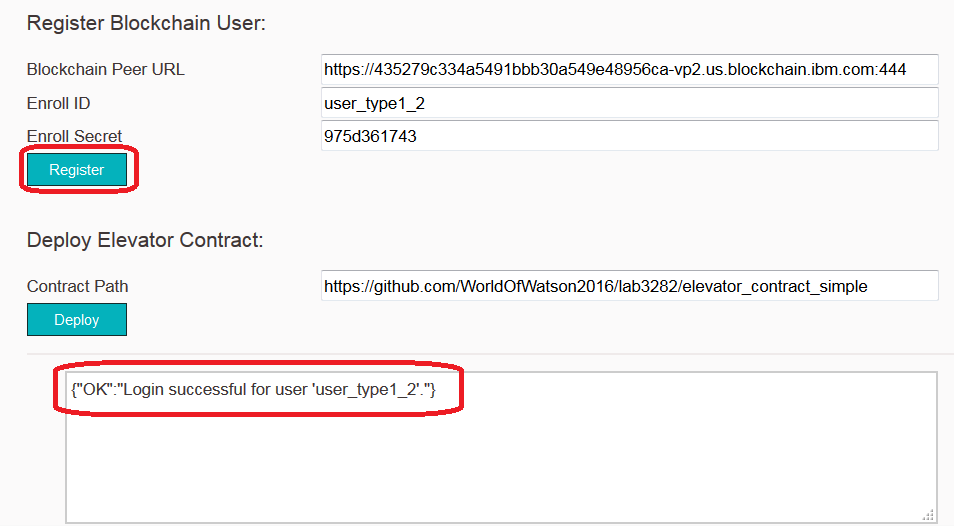 Register Blockchain User:
Blockchain Peer URL https://435279c334a5491bbb30a549e48956ca-vp2.us.blockchain.ibm.com:444
Enroll ID user_type1_2
Enroll Secret 975d361743
Register
Deploy Elevator Contract:
Contract Path https://github.com/WorldOfWatson2016/lab3282/elevator_contract_simple
Deploy
{"OK":"Login successful for user 'user_type1_2'."}